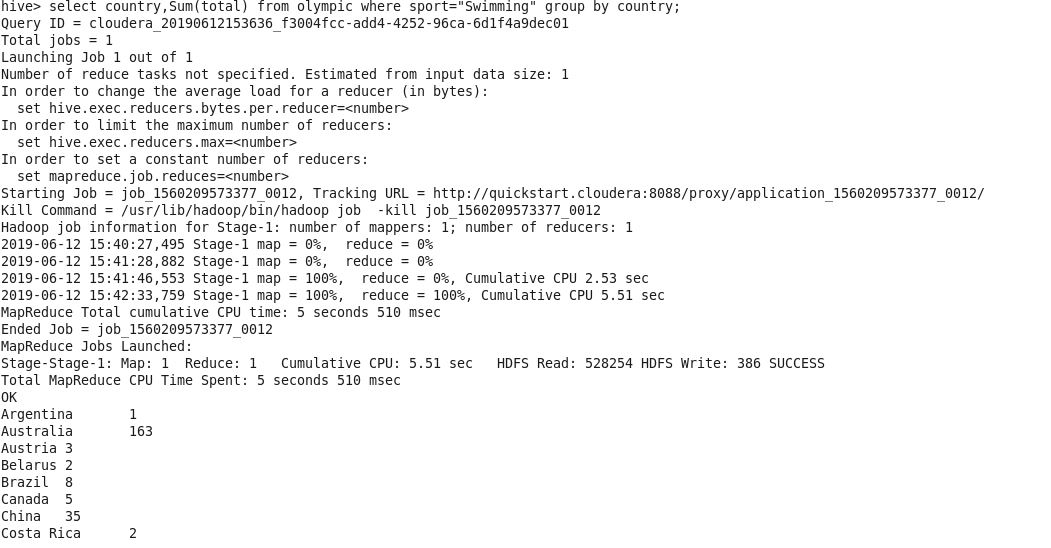 hive> select country,Sum(total) from olympic where sport="Swimming" group by country;
Query ID = cloudera_20190612153636_f3004fcc-add4-4252-96ca-6d1f4a9dec01
Total jobs = 1
Launching Job 1 out of 1
Number of reduce tasks not specified. Estimated from input data size: 1
In order to change the average load for a reducer (in bytes):
  set hive.exec.reducers.bytes.per.reducer=<number>
In order to limit the maximum number of reducers:
  set hive.exec.reducers.max=<number>
In order to set a constant number of reducers:
  set mapreduce.job.reduces=<number>
Starting Job = job_1560209573377_0012, Tracking URL = http://quickstart.cloudera:8088/proxy/application_1560209573377_0012/
Kill Command = /usr/lib/hadoop/bin/hadoop job  -kill job_1560209573377_0012
Hadoop job information for Stage-1: number of mappers: 1; number of reducers: 1
2019-06-12 15:40:27,495 Stage-1 map = 0%,  reduce = 0%
2019-06-12 15:41:28,882 Stage-1 map = 0%,  reduce = 0%
2019-06-12 15:41:46,553 Stage-1 map = 100%,  reduce = 0%, Cumulative CPU 2.53 sec
2019-06-12 15:42:33,759 Stage-1 map = 100%,  reduce = 100%, Cumulative CPU 5.51 sec
MapReduce Total cumulative CPU time: 5 seconds 510 msec
Ended Job = job_1560209573377_0012
MapReduce Jobs Launched:
Stage-Stage-1: Map: 1  Reduce: 1   Cumulative CPU: 5.51 sec   HDFS Read: 528254 HDFS Write: 386 SUCCESS
Total MapReduce CPU Time Spent: 5 seconds 510 msec
OK
Argentina       1
Australia       163
Austria 3
Belarus 2
Brazil  8
Canada  5
China   35
Costa Rica      2